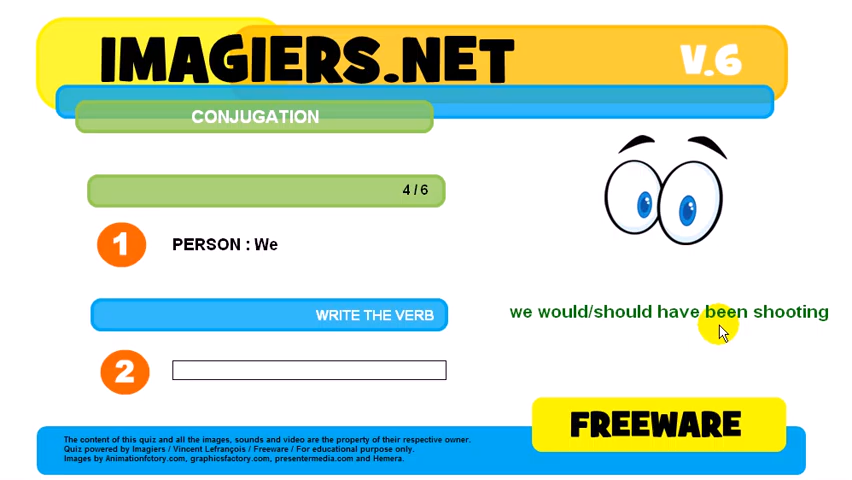 IMAGIERS.NET
V.6
CONJUGATION
4 / 6
1
PERSON : We
WRITE THE VERB
we would/should have been shooting
2
FREEWARE
The content of this quiz and all the images, sounds and video are the property of their respective owner.
Quiz powered by Imagiers / Vincent Lefrançois / Freeware / For educational purpose only.
Images by Animationfotory.com, graphicsfactory.com, presentermedia.com and Hemera.